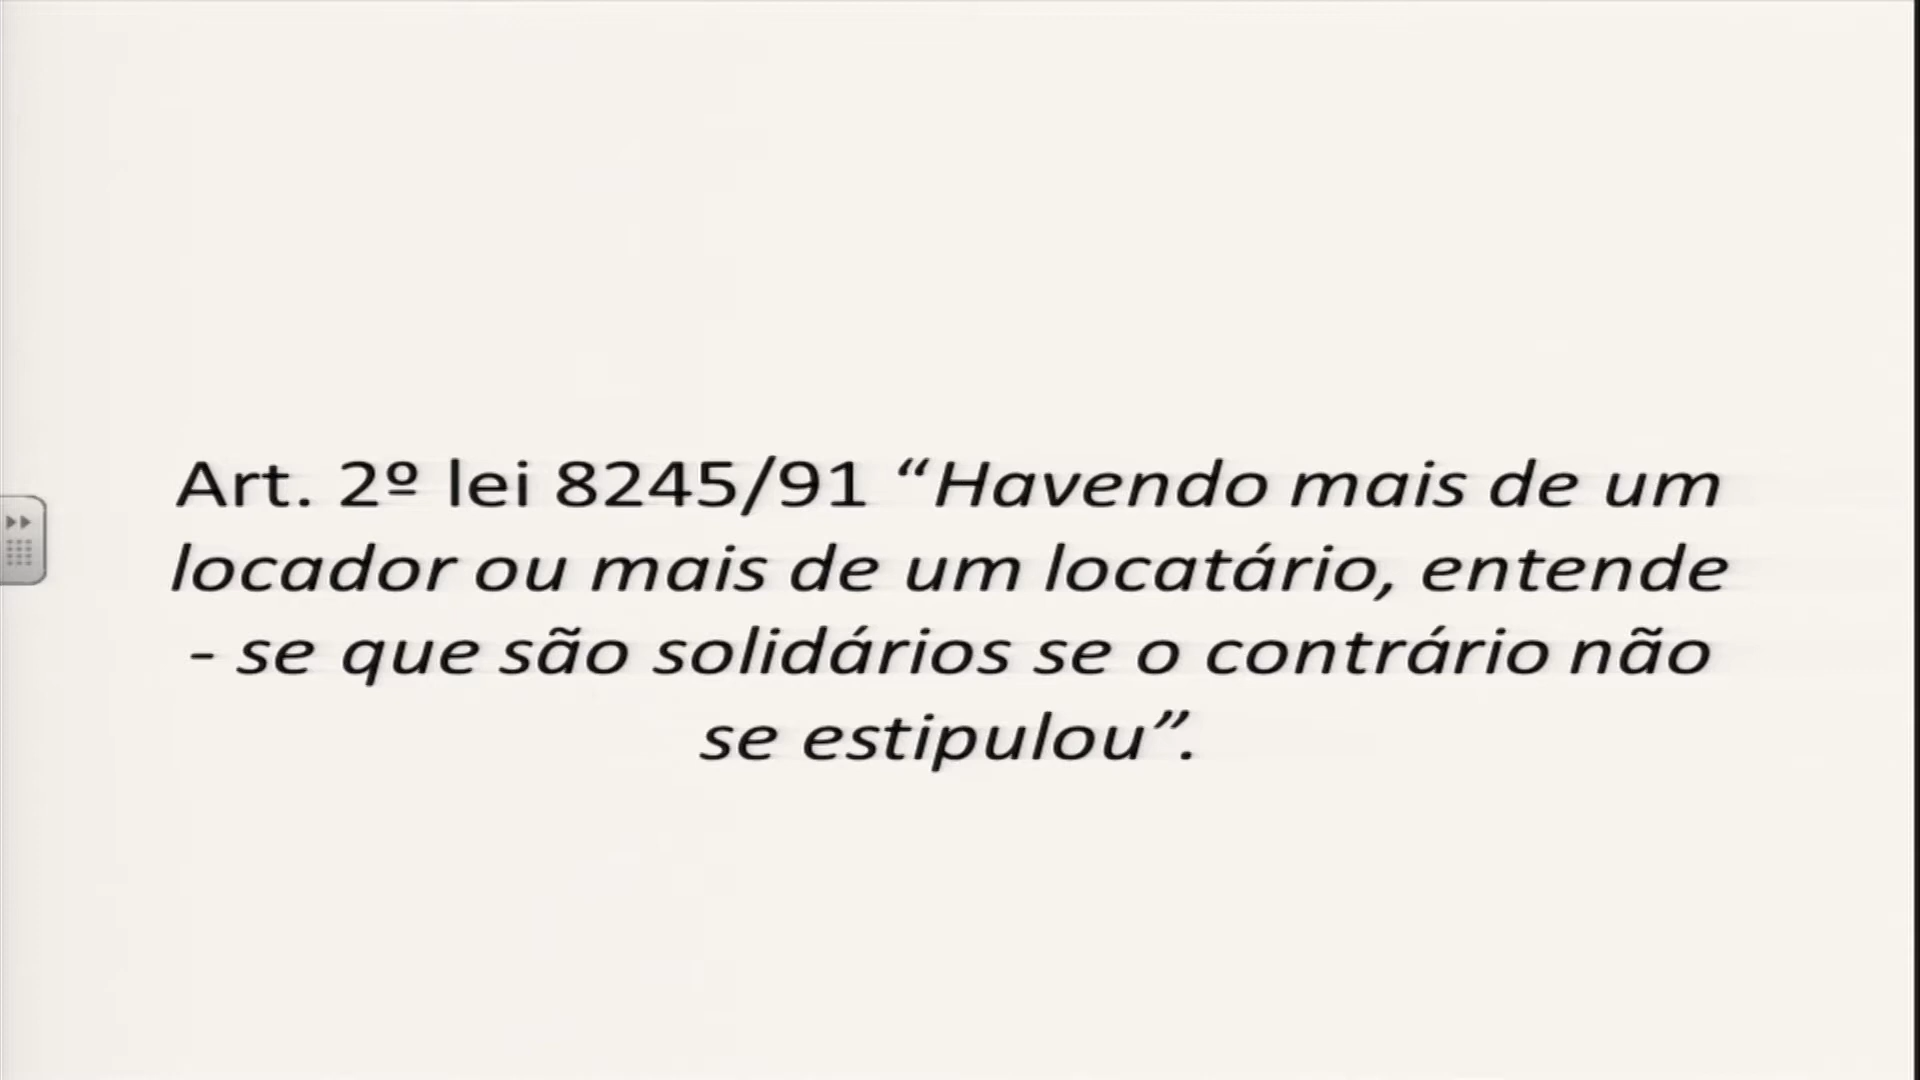 Art. 2º lei 8245/91 “Havendo mais de um
locador ou mais de um locatário, entende
- se que são solidários se o contrário não
se estipulou”.